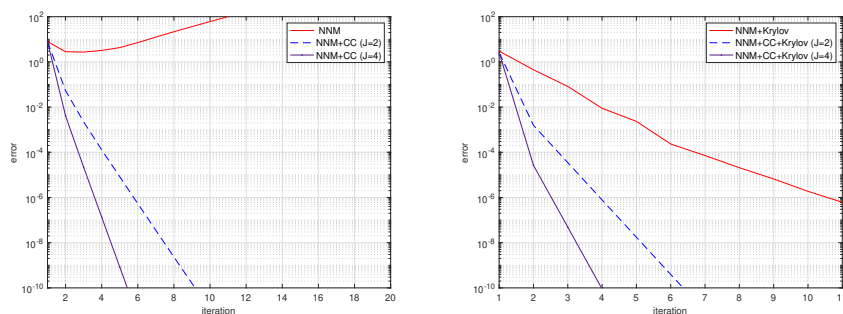 10^2
10^0
10^-2
10^-4
10^-6
10^-8
10^-10
error
2 4 6 8 10 12 14 16 18 20
iteration
NNM
NNM+CC (J=2)
NNM+CC (J=4)
10^2
10^0
10^-2
10^-4
10^-6
10^-8
10^-10
error
1 2 3 4 5 6 7 8 9 10 11
iteration
NNM+Krylov
NNM+CC+Krylov (J=2)
NNM+CC+Krylov (J=4)